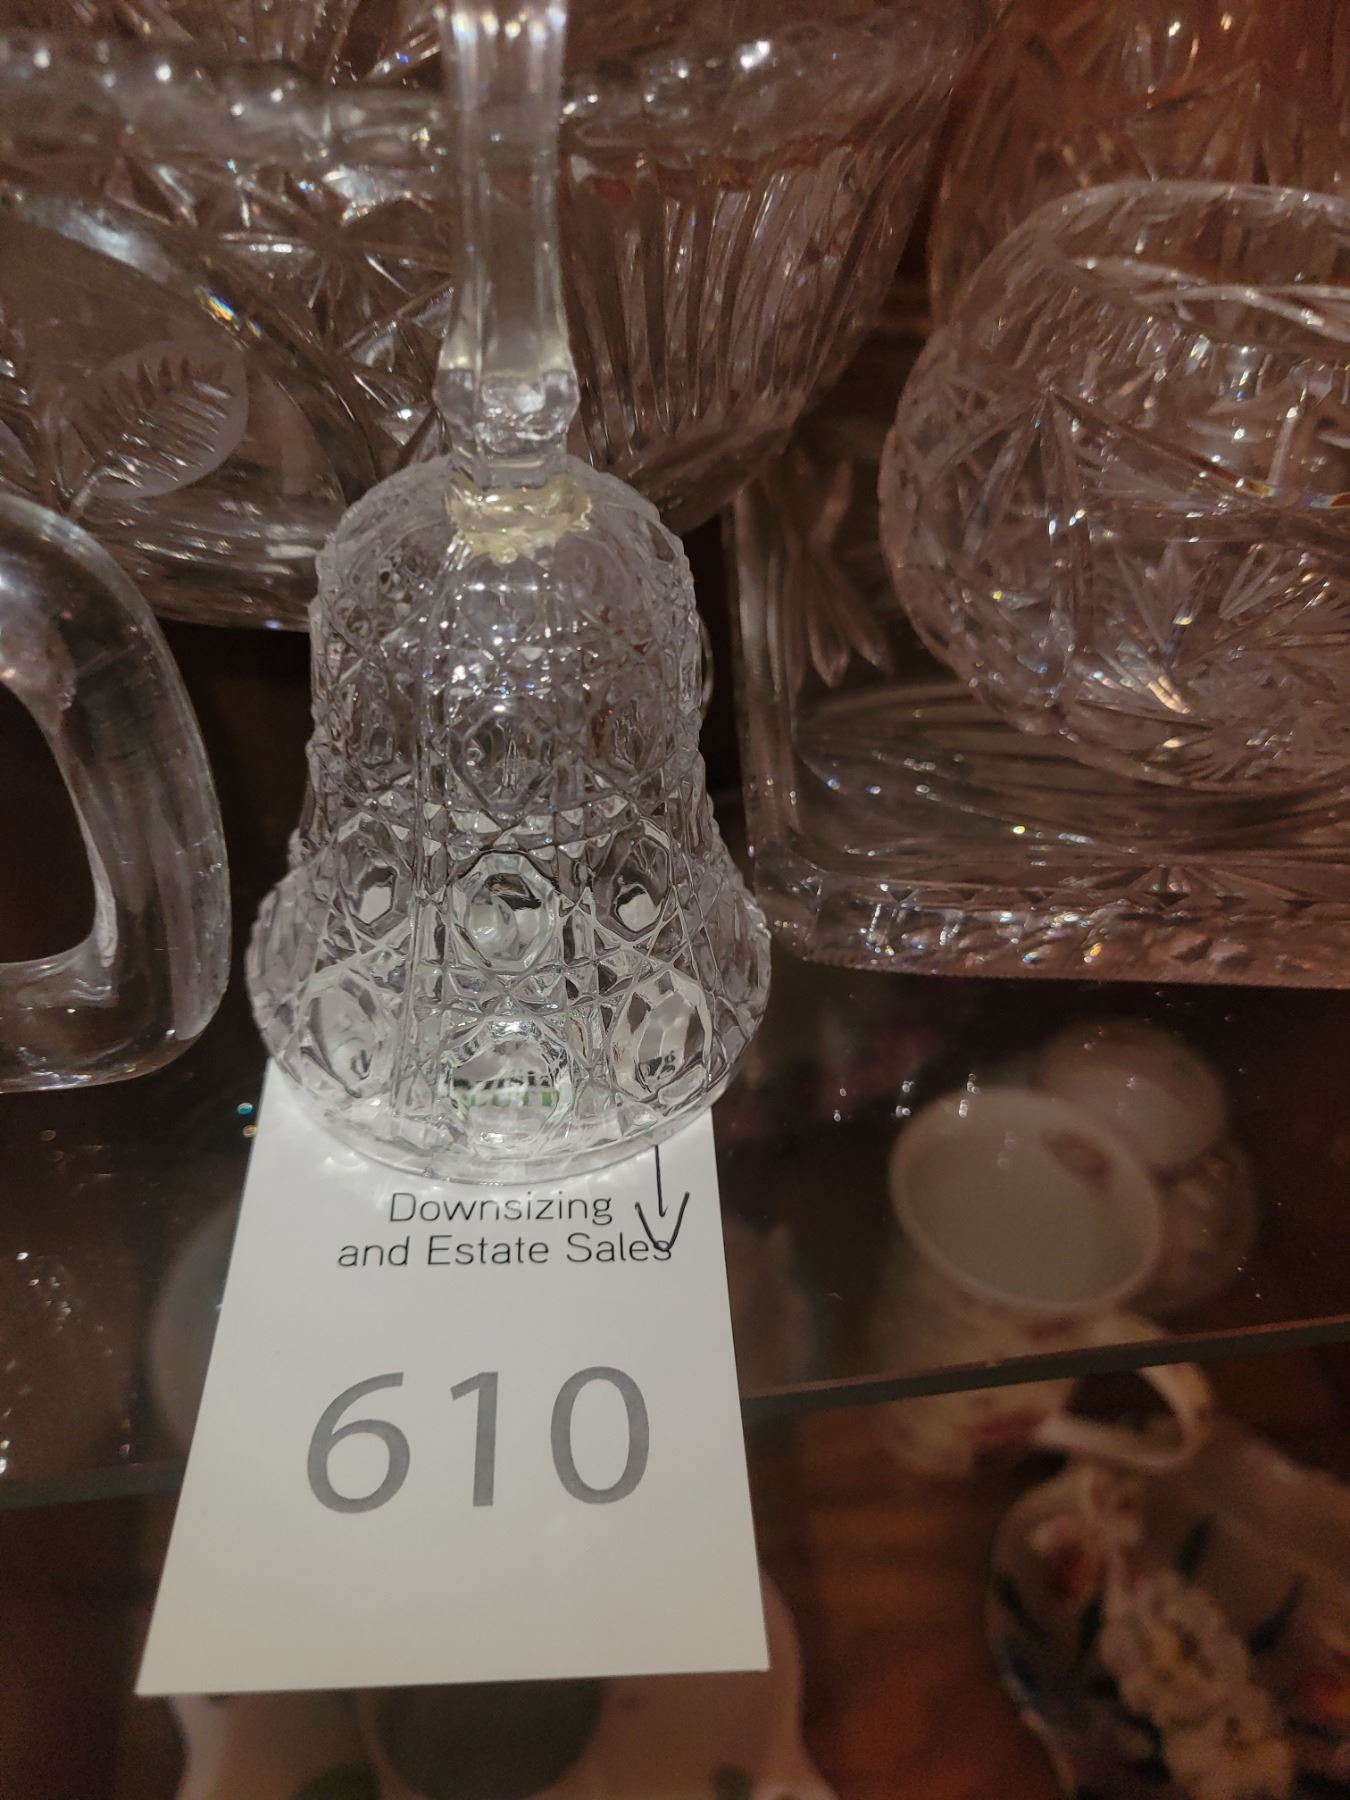 Downsizing
and Estate Sales
610